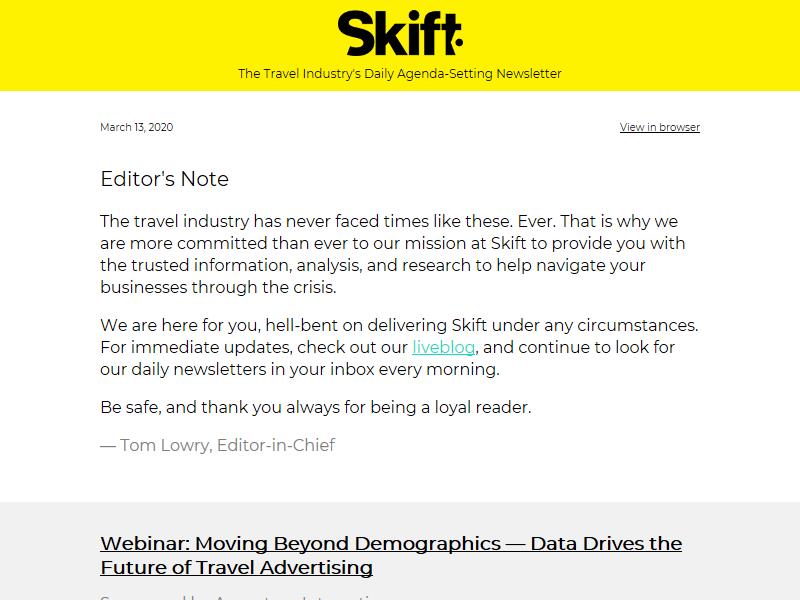 Skift
The Travel Industry's Daily Agenda-Setting Newsletter
March 13, 2020
View in browser
Editor's Note
The travel industry has never faced times like these. Ever. That is why we
are more committed than ever to our mission at Skift to provide you with
the trusted information, analysis, and research to help navigate your
businesses through the crisis.
We are here for you, hell-bent on delivering Skift under any circumstances.
For immediate updates, check out our liveblog, and continue to look for
our daily newsletters in your inbox every morning.
Be safe, and thank you always for being a loyal reader.
— Tom Lowry, Editor-in-Chief
Webinar: Moving Beyond Demographics — Data Drives the
Future of Travel Advertising